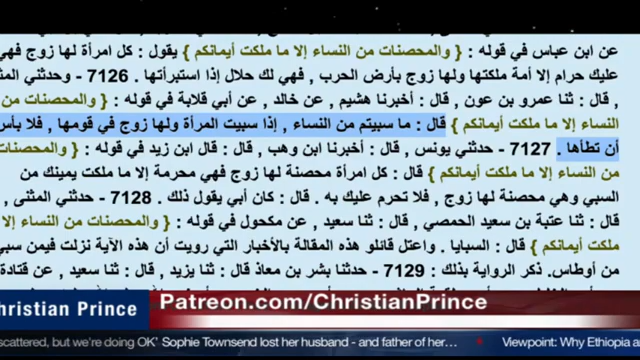 عن ابن عباس في قوله : { والمحصنات من النساء إلا ما ملكت أيمانكم } يقول : كل امرأة لها زوج فهي
عليك حرام إلا أمة ملكتها ولها زوج بأرض الحرب , فهي لك حلال إذا استبرأتها . 7126 - وحدثني المث
, قال : ثنا عمرو بن عون , قال : أخبرنا هشيم , عن خالد , عن أبي قلابة في قوله : { والمحصنات من
النساء إلا ما ملكت أيمانكم } قال : ما سبيتم من النساء , إذا سبيت المرأة ولها زوج في قومها , فلا بأس
أن تطأها . 7127 - حدثني يونس , قال : أخبرنا ابن وهب , قال : قال ابن زيد في قوله : { والمحصنات
من النساء إلا ما ملكت أيمانكم } قال : كل امرأة محصنة لها زوج فهي محرمة إلا ما ملكت يمينك من
السبي وهي محصنة لها زوج , فلا تحرم عليك به . قال : كان أبي يقول ذلك . 7128 - حدثني المثنى ,
قال : ثنا عتبة بن سعيد الحمصي , قال : ثنا سعيد , عن مكحول في قوله : { والمحصنات من النساء إلا
ملكت أيمانكم } قال : السبايا . واعتل قائلو هذه المقالة بالأخبار التي رويت أن هذه الآية نزلت فيمن سبي
من أوطاس . ذكر الرواية بذلك : 7129 - حدثنا بشر بن معاذ قال : ثنا يزيد , قال : ثنا سعيد , عن قتادة
Christian Prince
Patreon.com/ChristianPrince
scattered, but we're doing OK' Sophie Townsend lost her husband - and father of her… Viewpoint: Why Ethiopia a